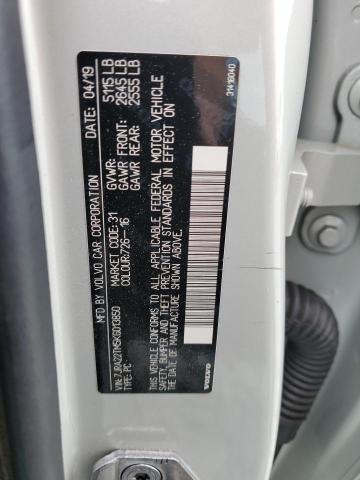 MFD BY VOLVO CAR CORPORATION DATE: 04/19
GVWR: 5115 LB
GAWR FRONT: 2645 LB
GAWR REAR: 2555 LB
MARKET CODE: 31
COLOUR:/726- -16
THIS VEHICLE CONFORMS TO ALL APPLICABLE FEDERAL MOTOR VEHICLE
SAFETY, BUMPER AND THEFT PREVENTION STANDARDS IN EFFECT ON THE
DATE OF MANUFACTURE SHOWN ABOVE.
VIN: 7JRA22TM5KG013850
TYPE: PC
VOLVO
31416040